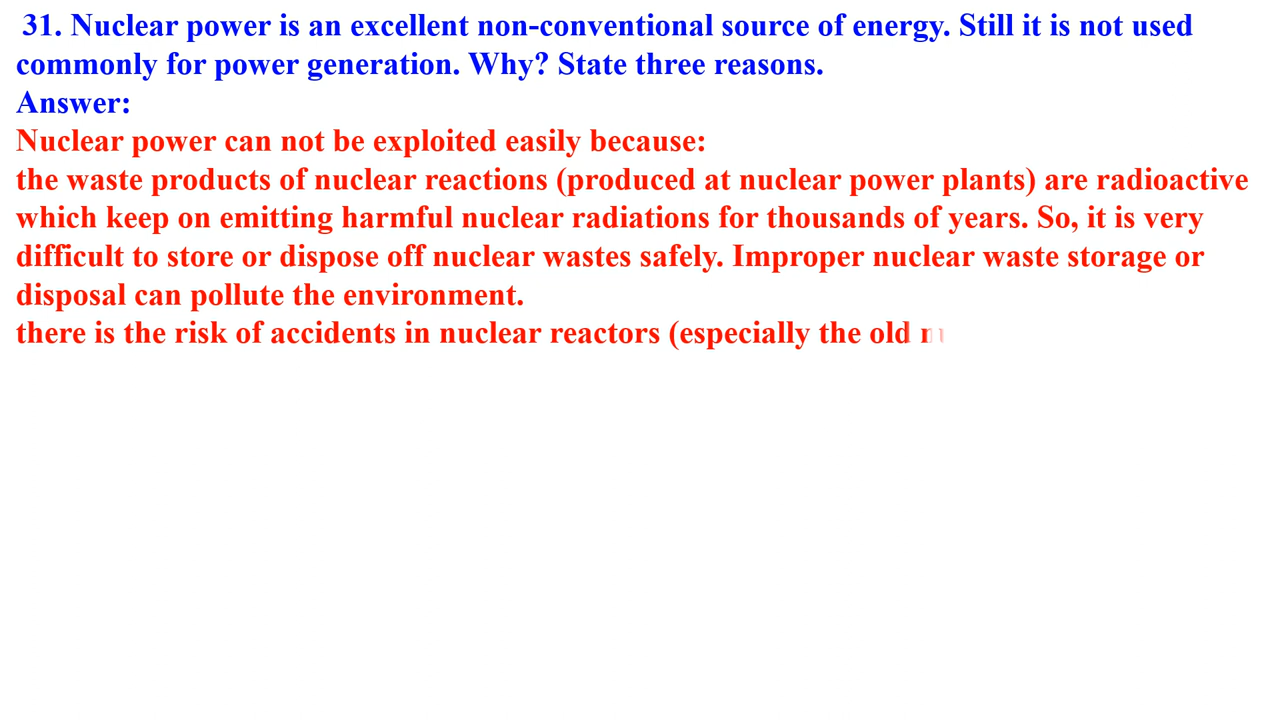 31. Nuclear power is an excellent non-conventional source of energy. Still it is not used
commonly for power generation. Why? State three reasons.
Answer:
Nuclear power can not be exploited easily because:
the waste products of nuclear reactions (produced at nuclear power plants) are radioactive
which keep on emitting harmful nuclear radiations for thousands of years. So, it is very
difficult to store or dispose off nuclear wastes safely. Improper nuclear waste storage or
disposal can pollute the environment.
there is the risk of accidents in nuclear reactors (especially the old